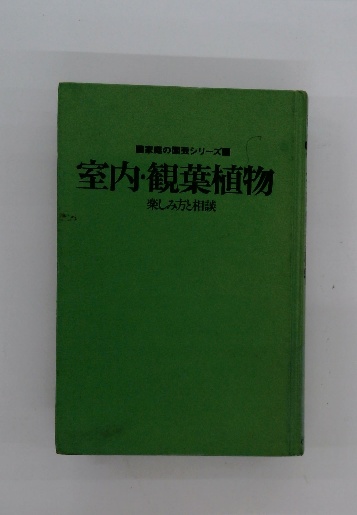 ■家庭の園芸シリーズ■
室内・観葉植物
楽しみ方と相談